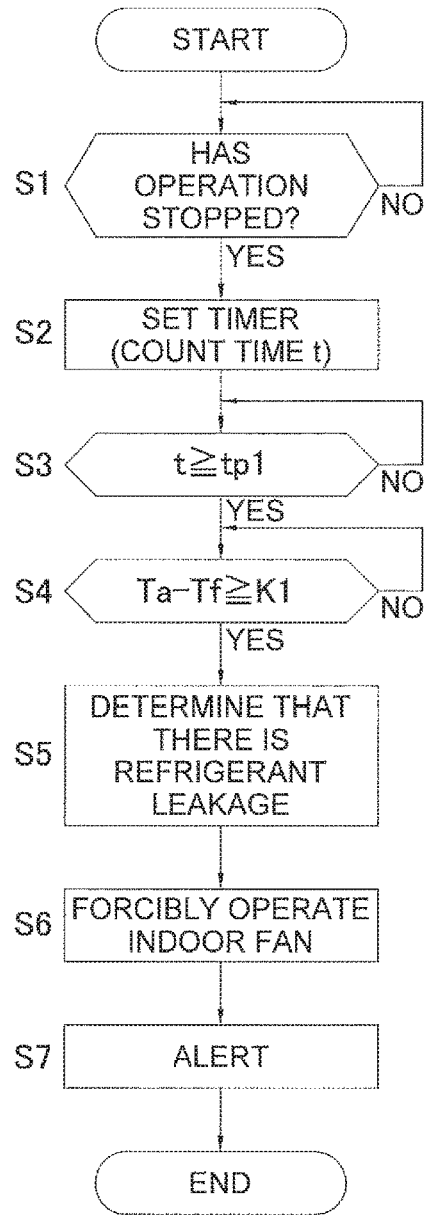 START
S1
HAS
OPERATION
STOPPED?
NO
YES
S2
SET TIMER
(COUNT TIME t)
S3
t≧tp1
NO
YES
S4
Ta-Tf≧K1
NO
YES
S5
DETERMINE THAT
THERE IS
REFRIGERANT
LEAKAGE
S6
FORCIBLY OPERATE
INDOOR FAN
S7
ALERT
END